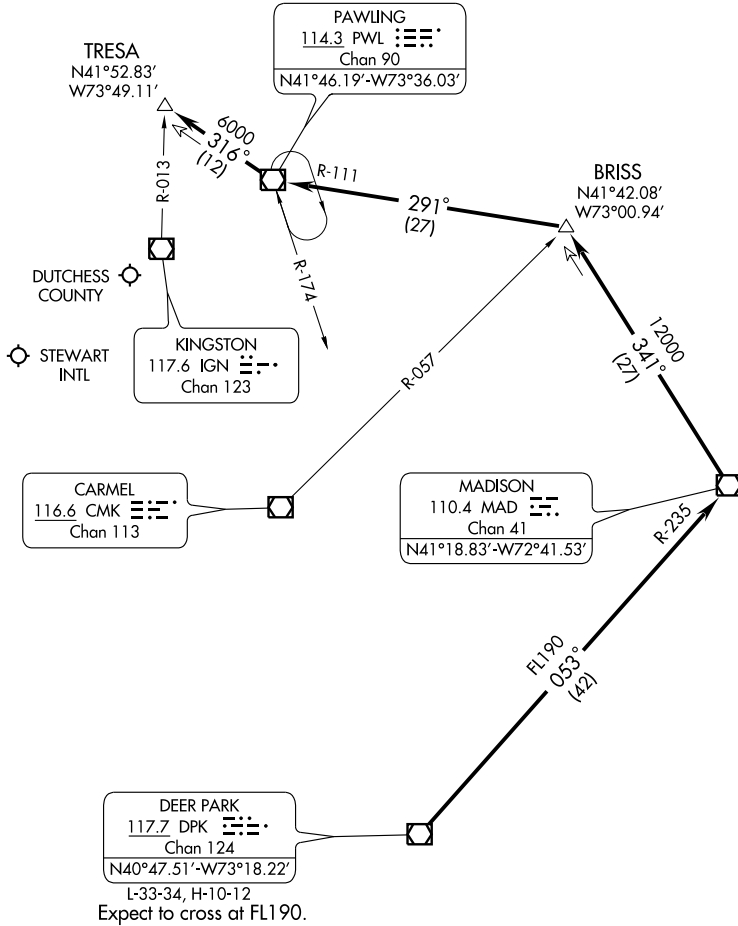 PAWLING
114.3 PWL
Chan 90
N41°46.19'-W73°36.03'
TRESA
N41°52.83'
W73°49.11'
6000
316°
(12)
R-111
R-013
BRISS
N41°42.08'
W73°00.94'
291°
(27)
R-174
DUTCHESS
COUNTY
KINGSTON
117.6 IGN
Chan 123
STEWART
INTL
12000
341°
(27)
R-057
CARMEL
116.6 CMK
Chan 113
MADISON
110.4 MAD
Chan 41
N41°18.83'-W72°41.53'
R-235
FL190
053°
(42)
DEER PARK
117.7 DPK
Chan 124
N40°47.51'-W73°18.22'
L-33-34, H-10-12
Expect to cross at FL190.